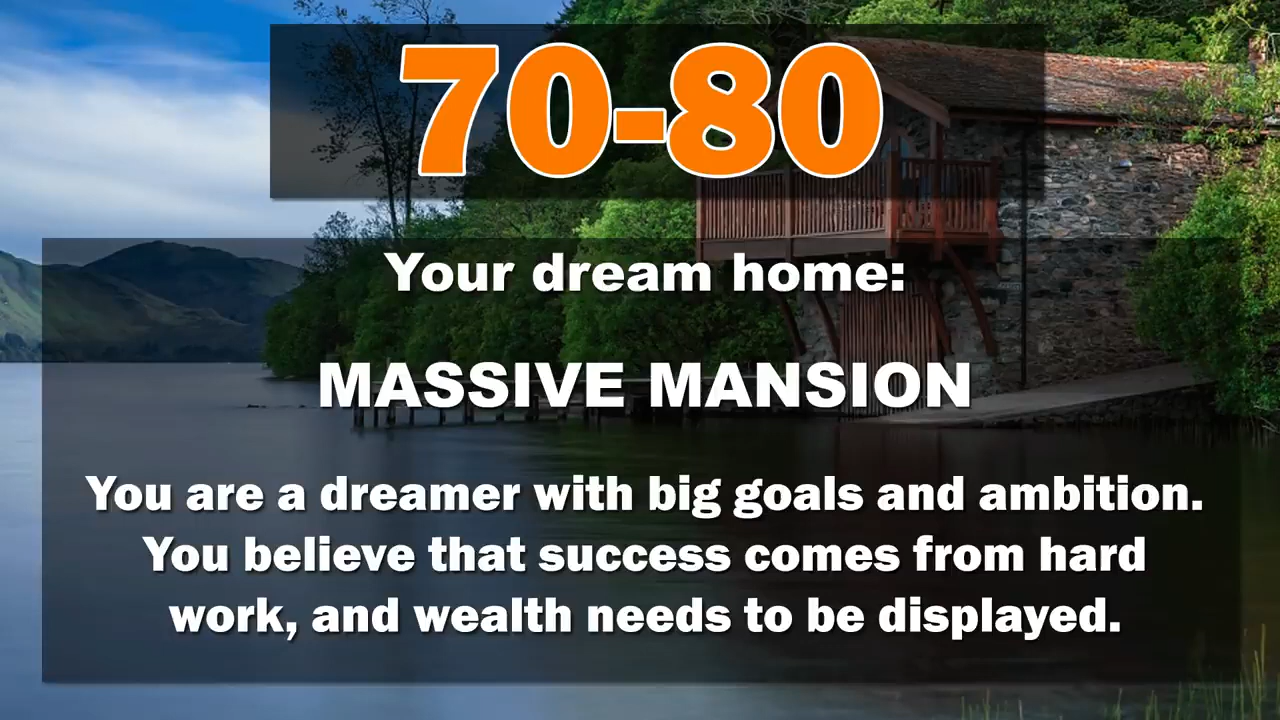 70-80
Your dream home:
MASSIVE MANSION
You are a dreamer with big goals and ambition.
You believe that success comes from hard
work, and wealth needs to be displayed.